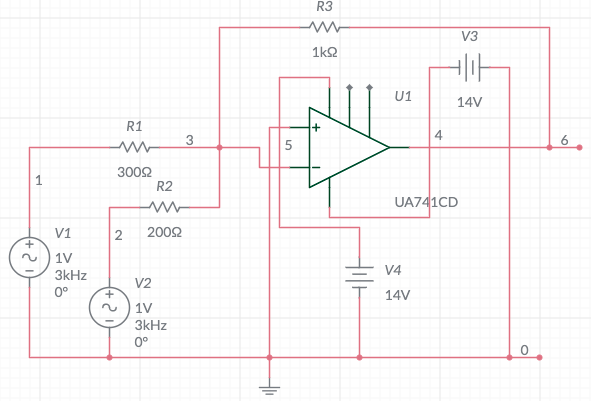 R3
1kΩ
V3
14V
U1
+
−
UA741CD
4
6
5
R1
3
300Ω
1
R2
200Ω
2
V1
+
−
1V
3kHz
0°
V2
+
−
1V
3kHz
0°
V4
14V
0